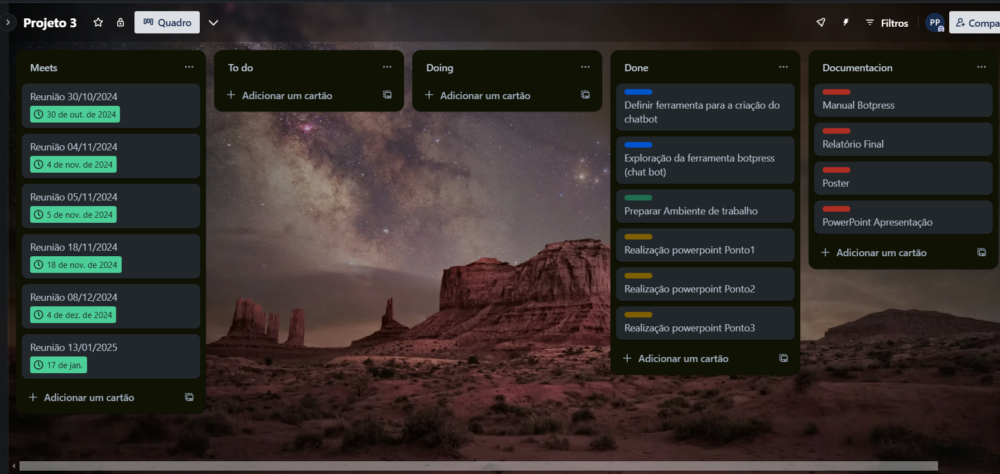 Projeto 3
Quadro
Filtros
PP
Compa
Meets
Reunião 30/10/2024
30 de out. de 2024
Reunião 04/11/2024
4 de nov. de 2024
Reunião 05/11/2024
5 de nov. de 2024
Reunião 18/11/2024
18 de nov. de 2024
Reunião 08/12/2024
4 de dez. de 2024
Reunião 13/01/2025
17 de jan.
Adicionar um cartão
To do
Adicionar um cartão
Doing
Adicionar um cartão
Done
Definir ferramenta para a criação do
chatbot
Exploração da ferramenta botpress
(chat bot)
Preparar Ambiente de trabalho
Realização powerpoint Ponto1
Realização powerpoint Ponto2
Realização powerpoint Ponto3
Adicionar um cartão
Documentacion
Manual Botpress
Relatório Final
Poster
PowerPoint Apresentação
Adicionar um cartão